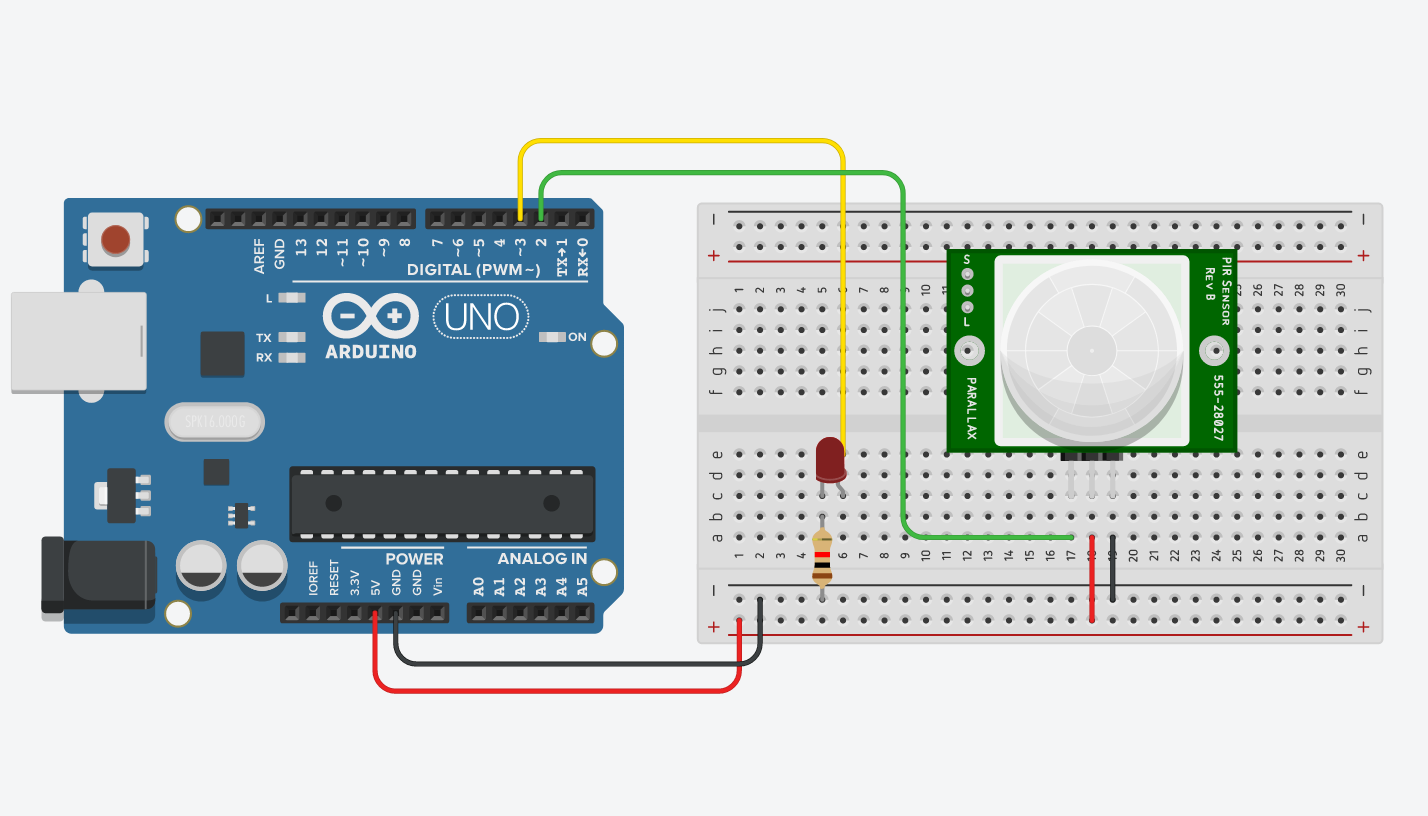 AREF
GND
13
12
~11
~10
~9
8
7
~6
~5
4
~3
2
TX→1
RX←0
DIGITAL (PWM~)
L
TX
RX
ON
UNO
ARDUINO
SPK16.000G
POWER
ANALOG IN
IOREF
RESET
3.3V
5V
GND
GND
Vin
A0
A1
A2
A3
A4
A5
− −
+ +
1 2 3 4 5 6 7 8 9 10 11 26 27 28 29 30
j j
i i
h h
g g
f f
S
L
PARALLAX
PIR SENSOR
REV B
555-28027
e e
d d
c c
b b
a a
1 2 3 4 6 7 8 9 10 11 12 13 14 15 16 17 18 19 20 21 22 23 24 25 26 27 28 29 30
− −
+ +